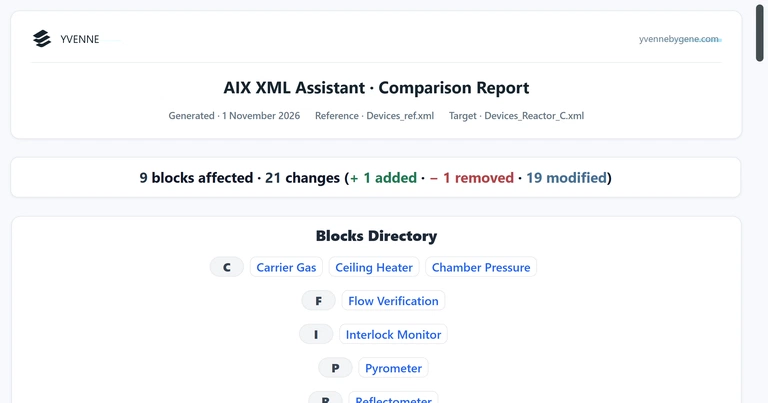 YVENNE
yvennebygene.com
AIX XML Assistant · Comparison Report
Generated · 1 November 2026 Reference · Devices_ref.xml Target · Devices_Reactor_C.xml
9 blocks affected · 21 changes (+ 1 added · − 1 removed · 19 modified)
Blocks Directory
C Carrier Gas Ceiling Heater Chamber Pressure
F Flow Verification
I Interlock Monitor
P Pyrometer
R Reflectometer